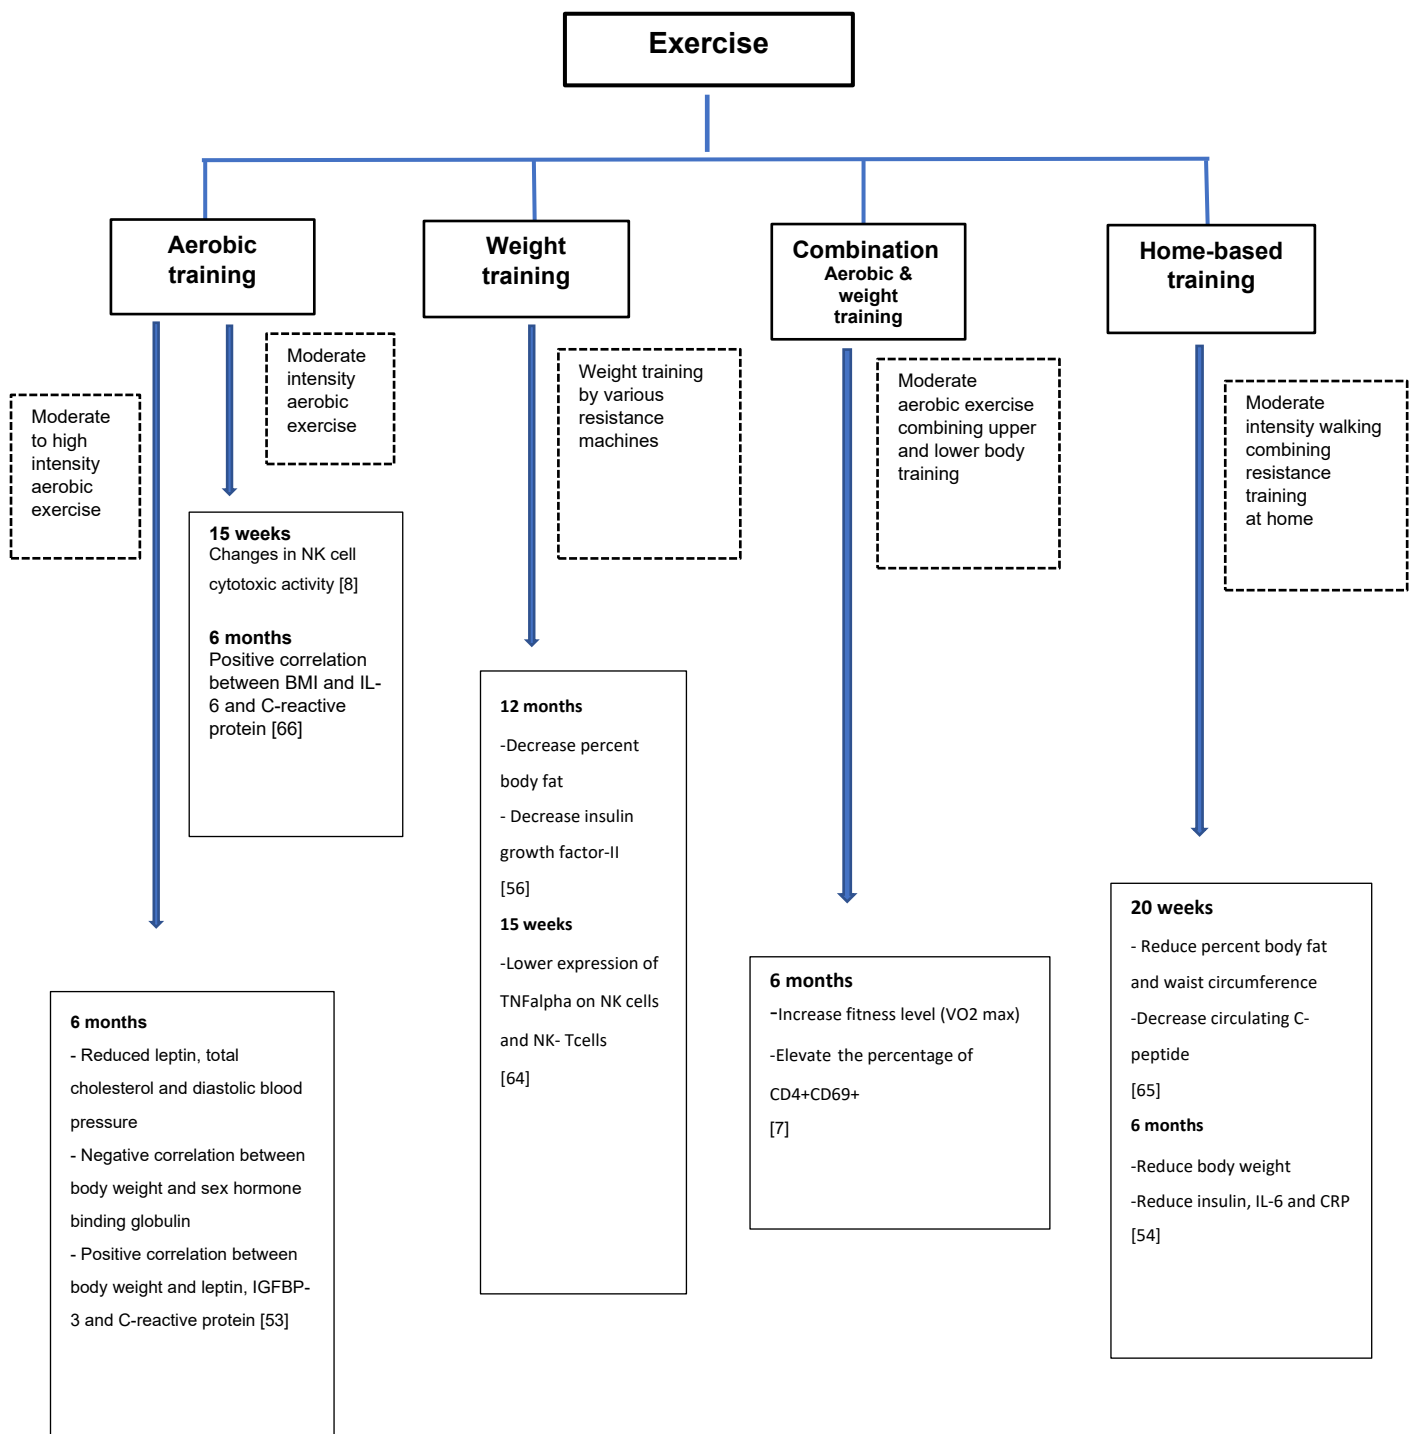 Exercise
Aerobic
training
Weight
training
Combination
Aerobic &
weight
training
Home-based
training
Moderate
to high
intensity
aerobic
exercise
Moderate
intensity
aerobic
exercise
Weight training
by various
resistance
machines
Moderate
aerobic exercise
combining upper
and lower body
training
Moderate
intensity walking
combining
resistance
training
at home
6 months
- Reduced leptin, total
cholesterol and diastolic blood
pressure
- Negative correlation between
body weight and sex hormone
binding globulin
- Positive correlation between
body weight and leptin, IGFBP-
3 and C-reactive protein [53]
15 weeks
Changes in NK cell
cytotoxic activity [8]
6 months
Positive correlation
between BMI and IL-
6 and C-reactive
protein [66]
12 months
-Decrease percent
body fat
- Decrease insulin
growth factor-II
[56]
15 weeks
-Lower expression of
TNFalpha on NK cells
and NK- Tcells
[64]
6 months
-Increase fitness level (VO2 max)
-Elevate the percentage of
CD4+CD69+
[7]
20 weeks
- Reduce percent body fat
and waist circumference
-Decrease circulating C-
peptide
[65]
6 months
-Reduce body weight
-Reduce insulin, IL-6 and CRP
[54]